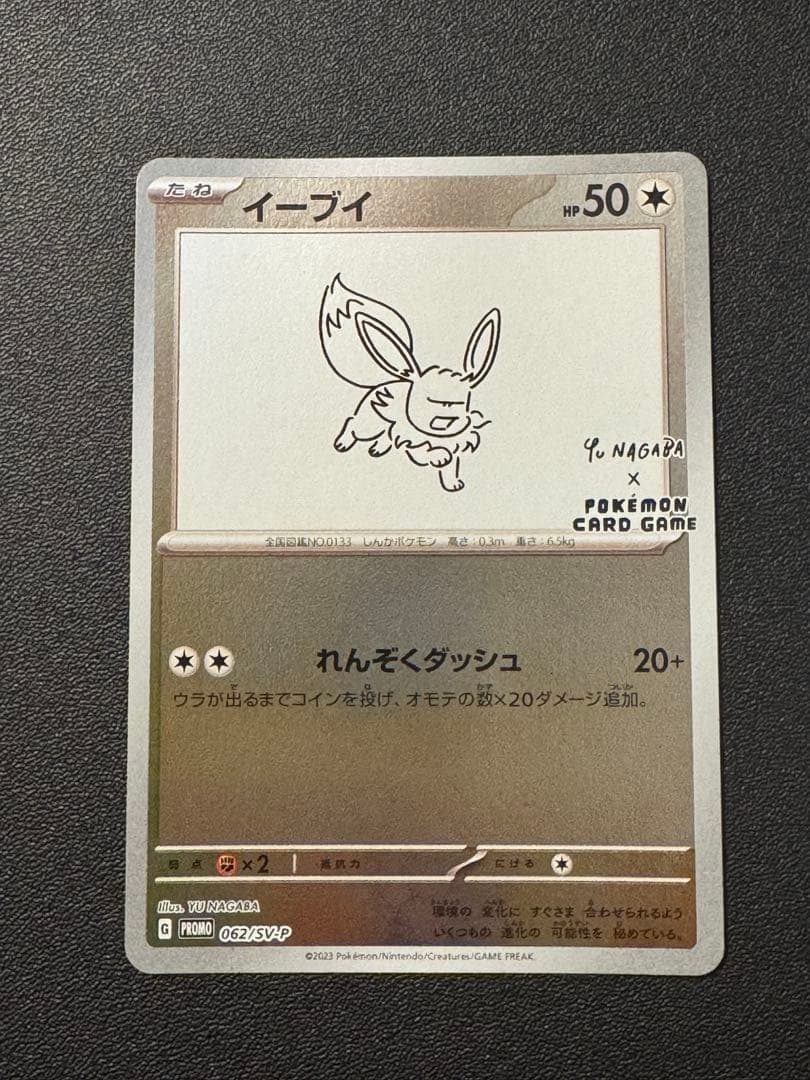 たね イーブイ HP50
Yu NAGABA
×
POKÉMON
CARD GAME
全国図鑑NO.0133 しんかポケモン 高さ:0.3m 重さ:6.5kg
れんぞくダッシュ 20+
ウラが出るまでコインを投げ、オモテの数×20ダメージ追加。
弱点 ×2 抵抗力 にげる
Illus. YU NAGABA
G PROMO 062/SV-P
環境の 変化に すぐさま 合わせられるよう
いくつもの 進化の 可能性を 秘めている。
©2023 Pokémon/Nintendo/Creatures/GAME FREAK.